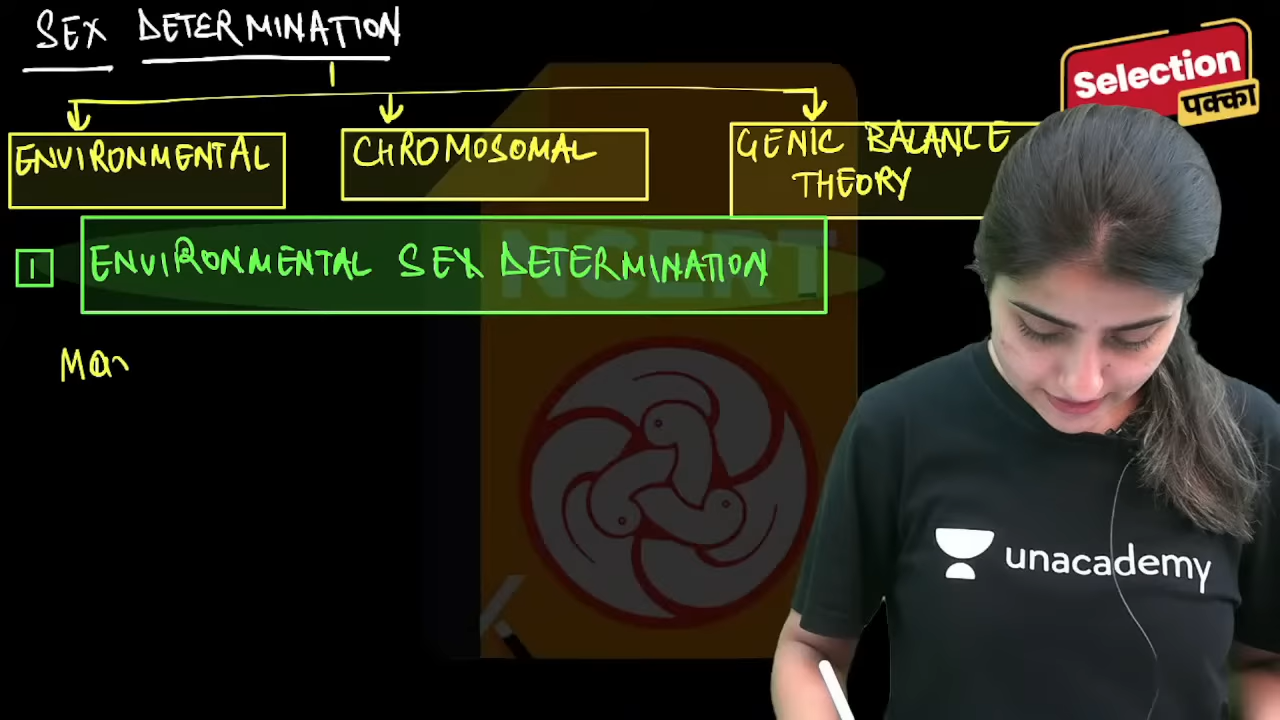 SEX DETERMINATION
Selection
पक्का
ENVIRONMENTAL
CHROMOSOMAL
GENIC BALANCE
THEORY
1
ENVIRONMENTAL SEX DETERMINATION
NCERT
unacademy